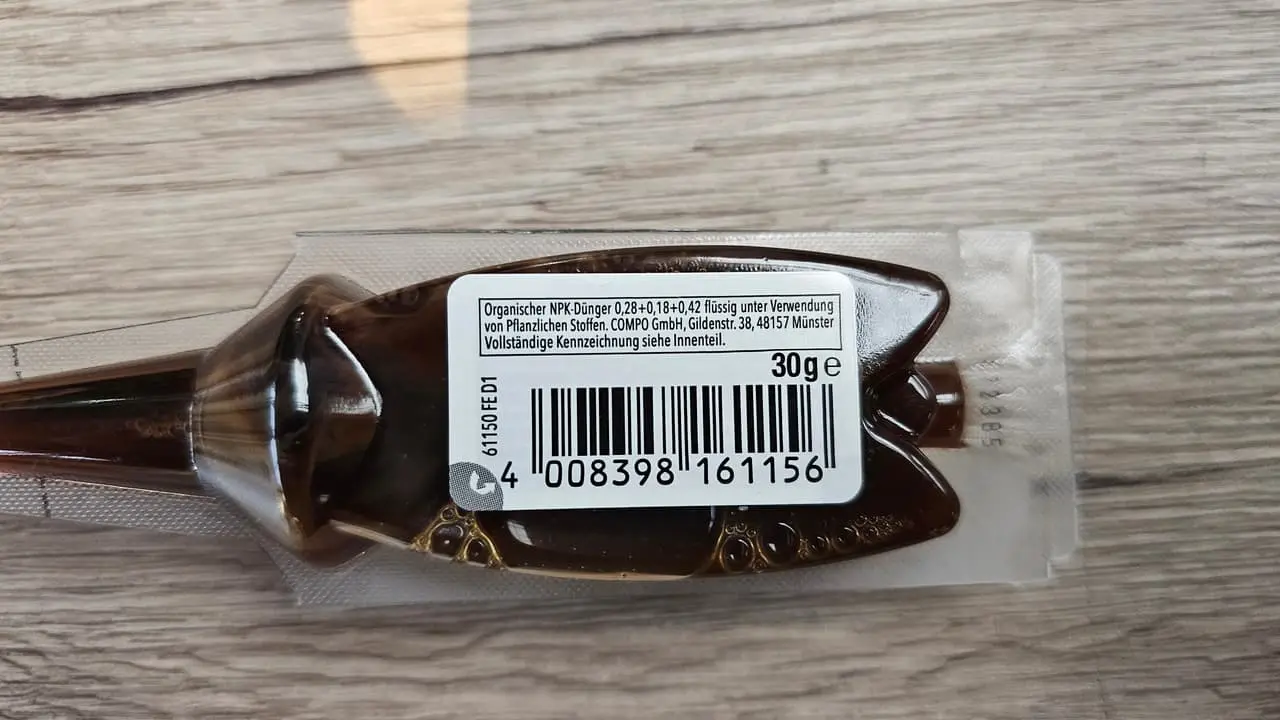 Organischer NPK-Dünger 0,28+0,18+0,42 flüssig unter Verwendung
von Pflanzlichen Stoffen. COMPO GmbH, Gildenstr. 38, 48157 Münster
Vollständige Kennzeichnung siehe Innenteil.
30g e
61150 FE D1
4 008398 161156